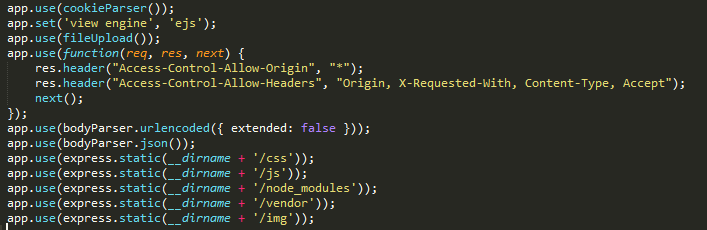 app.use(cookieParser());
app.set('view engine', 'ejs');
app.use(fileUpload());
app.use(function(req, res, next) {
    res.header("Access-Control-Allow-Origin", "*");
    res.header("Access-Control-Allow-Headers", "Origin, X-Requested-With, Content-Type, Accept");
    next();
});
app.use(bodyParser.urlencoded({ extended: false }));
app.use(bodyParser.json());
app.use(express.static(__dirname + '/css'));
app.use(express.static(__dirname + '/js'));
app.use(express.static(__dirname + '/node_modules'));
app.use(express.static(__dirname + '/vendor'));
app.use(express.static(__dirname + '/img'));